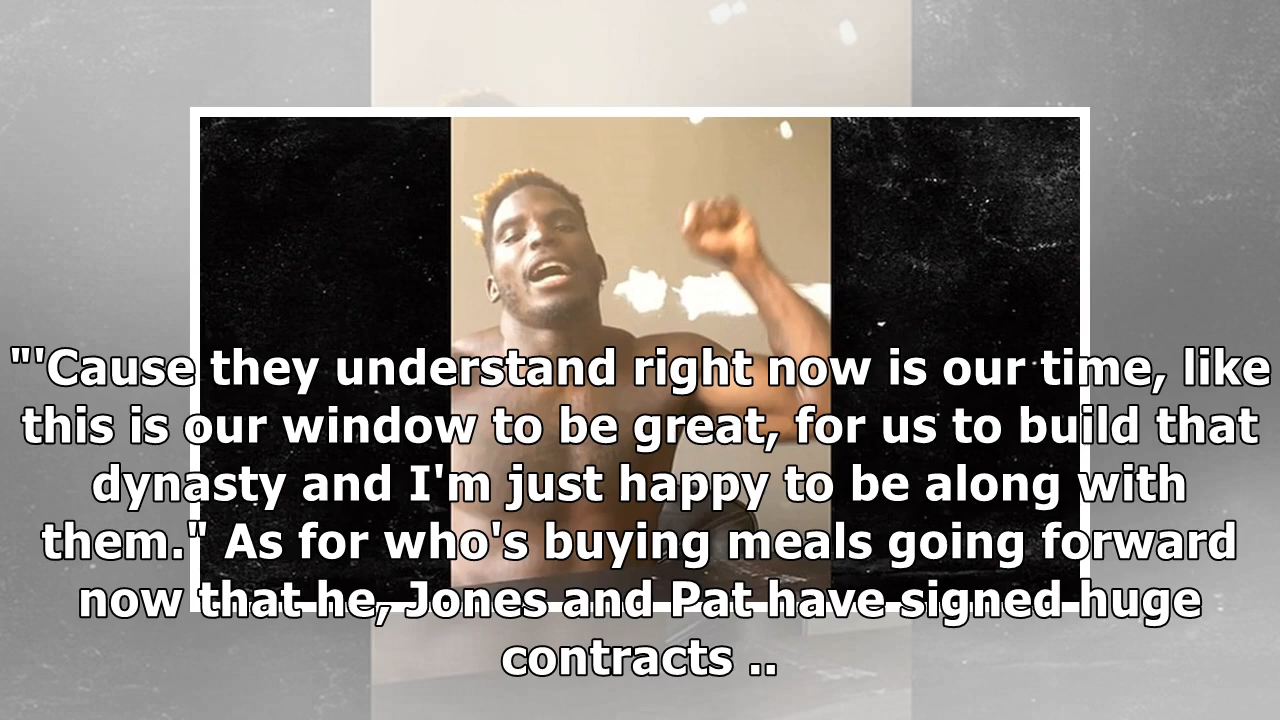 "'Cause they understand right now is our time, like
this is our window to be great, for us to build that
dynasty and I'm just happy to be along with
them." As for who's buying meals going forward
now that he, Jones and Pat have signed huge
contracts ..